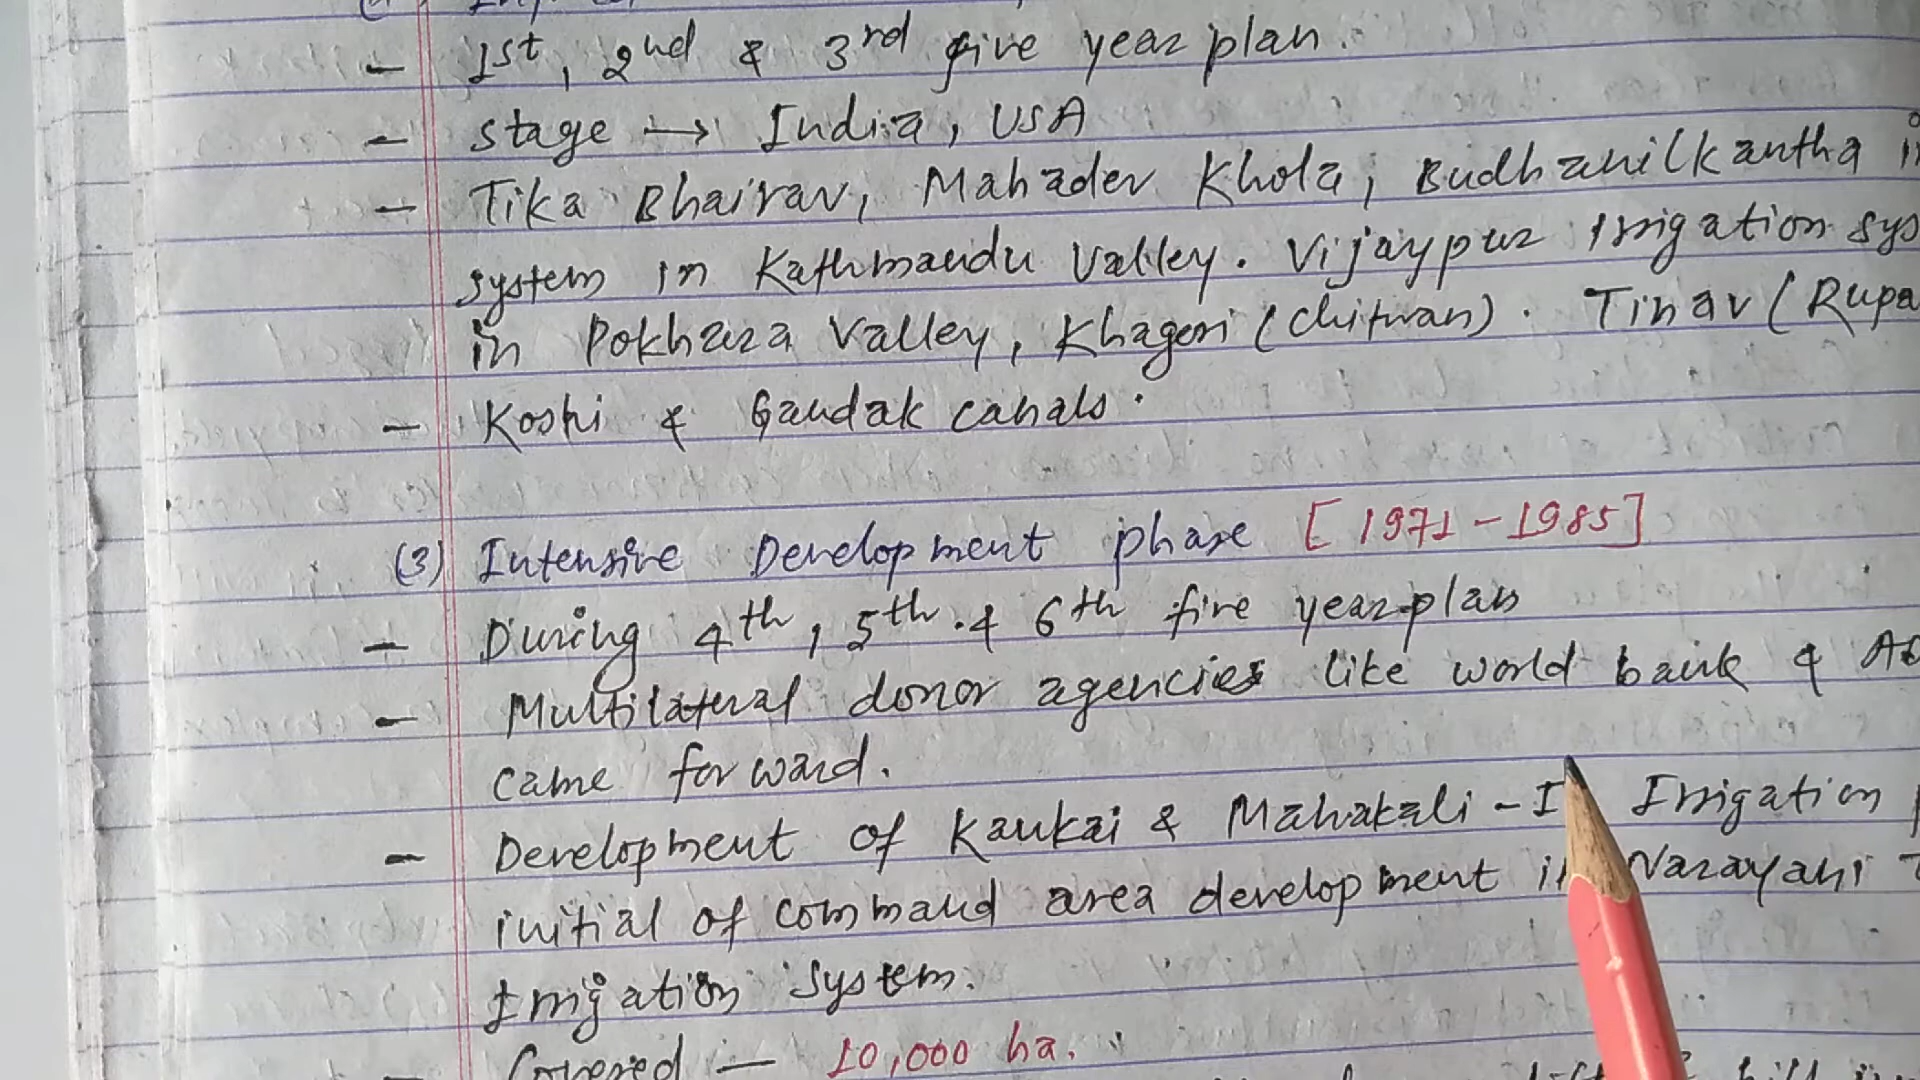 - 1st, 2nd & 3rd five year plan.
- stage → India, USA
- Tika Bhairav, Mahadev Khola, Budhanilkantha
system in Kathmandu Valley. Vijaypur Irrigation sys
in Pokhara Valley, Khageri (Chitwan). Tinav (Rupa
- Koshi & Gandak canals.
(3) Intensive Development phase [1971-1985]
- During 4th, 5th & 6th five year plan
- Multilateral donor agencies like world bank & AD
came forward.
- Development of Kankai & Mahakali - I Irrigation
initial of command area development in Narayani
Irrigation System.
- Covered - 10,000 ha.